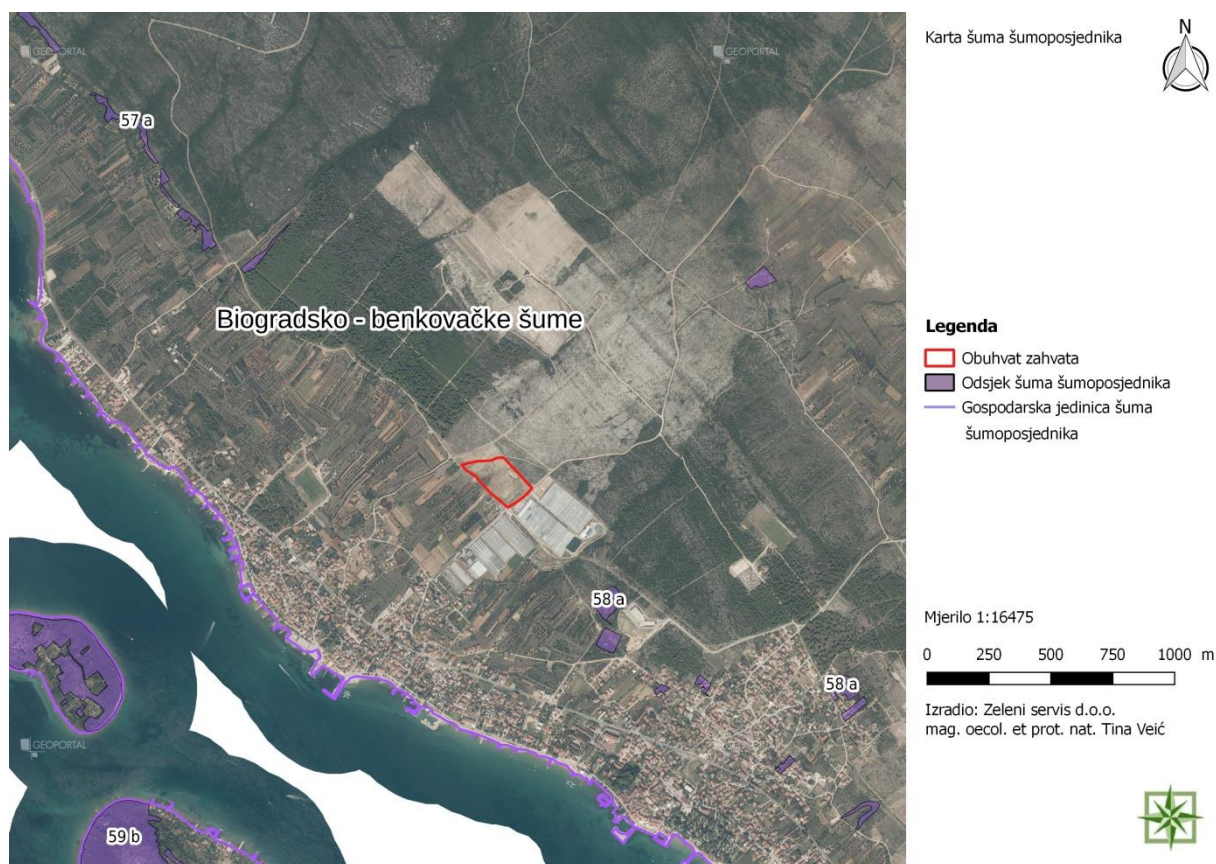 Karta šuma šumoposjednika
N
GEOPORTAL
GEOPORTAL
57 a
Biogradsko - benkovačke šume
Legenda
Obuhvat zahvata
Odsjek šuma šumoposjednika
Gospodarska jedinica šuma
šumoposjednika
58 a
58 a
Mjerilo 1:16475
0 250 500 750 1000 m
Izradio: Zeleni servis d.o.o.
mag. oecol. et prot. nat. Tina Veić
GEOPORTAL
GEOPORTAL
59 b